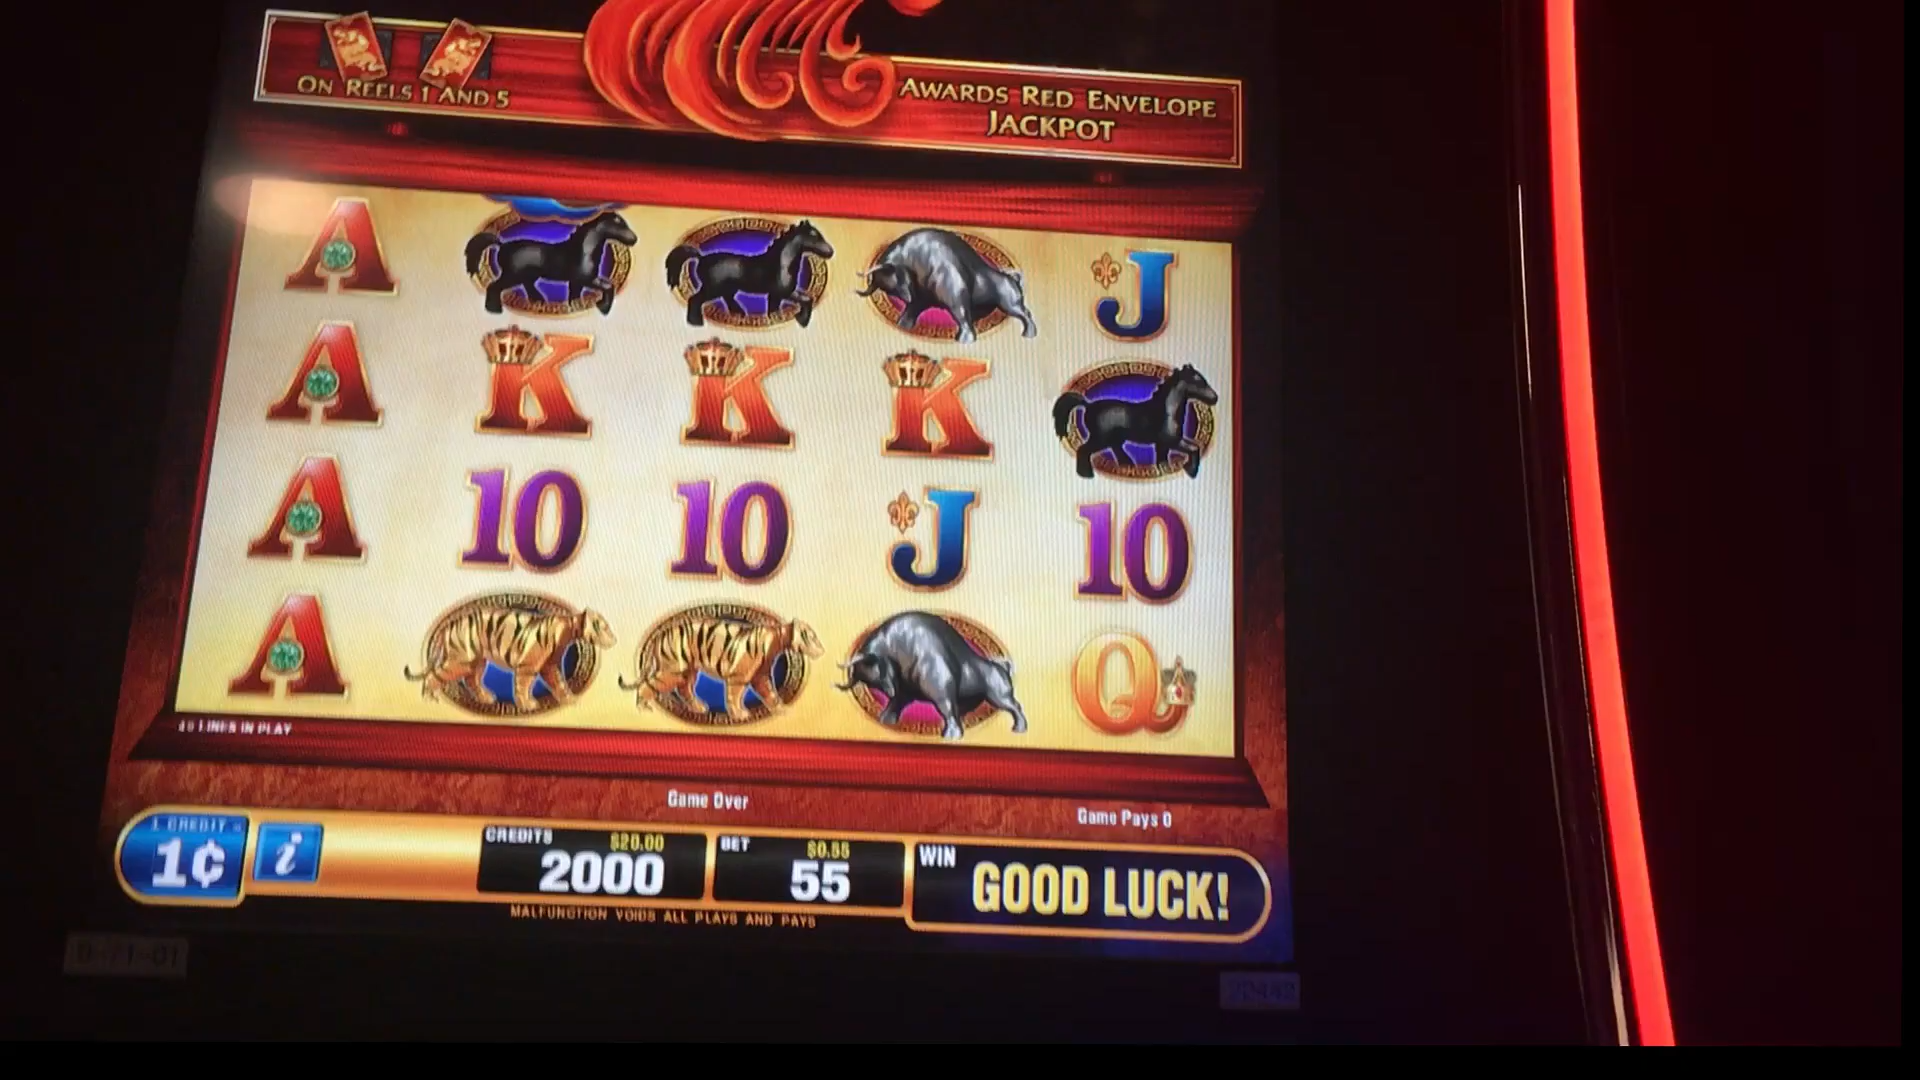 ON REELS 1 AND 5
AWARDS RED ENVELOPE
JACKPOT
A J
A K K K
A 10 10 J 10
A Q
LINES IN PLAY
Game Over
Game Pays 0
1 CREDIT =
1¢
i
CREDITS $20.00
2000
BET $0.55
55
WIN
GOOD LUCK!
MALFUNCTION VOIDS ALL PLAYS AND PAYS